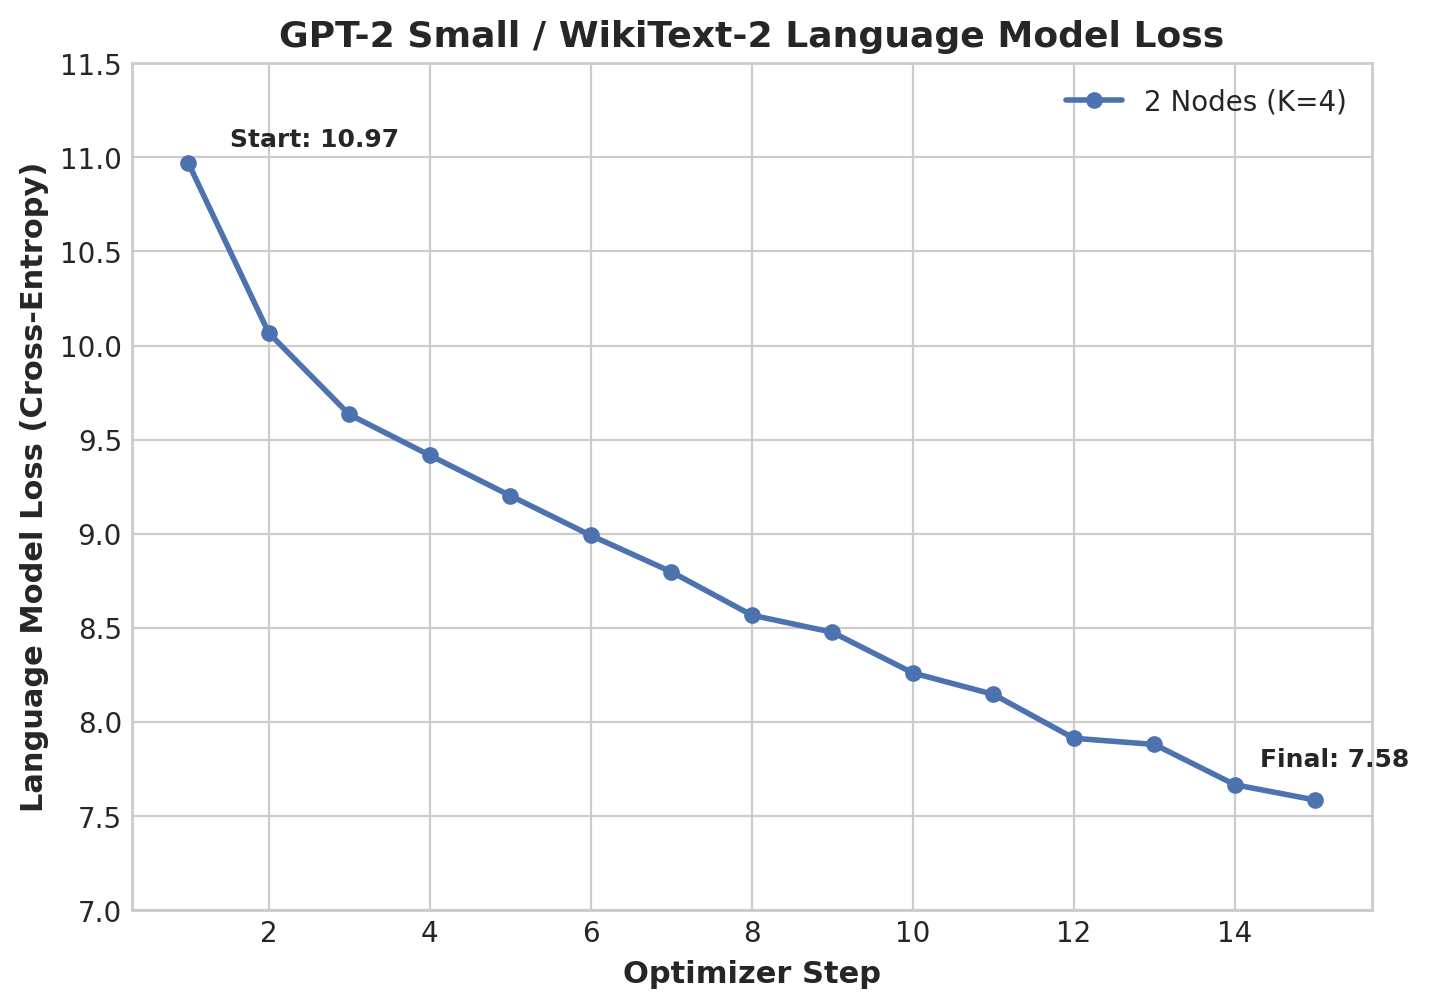 GPT-2 Small / WikiText-2 Language Model Loss
2 Nodes (K=4)
Start: 10.97
Final: 7.58
Language Model Loss (Cross-Entropy)
11.5
11.0
10.5
10.0
9.5
9.0
8.5
8.0
7.5
7.0
2 4 6 8 10 12 14
Optimizer Step